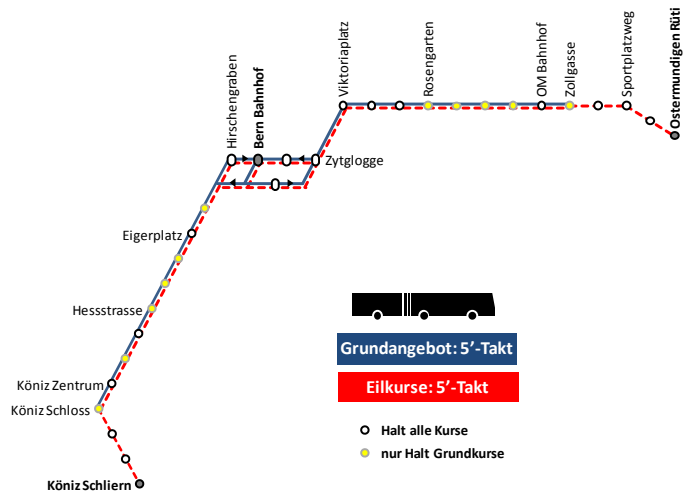 Hirschengraben
Bern Bahnhof
Viktoriaplatz
Rosengarten
OM Bahnhof
Zollgasse
Sportplatzweg
Ostermundigen Rüti
Zytglogge
Eigerplatz
Hessstrasse
Köniz Zentrum
Köniz Schloss
Köniz Schliern
Grundangebot: 5’-Takt
Eilkurse: 5’-Takt
Halt alle Kurse
nur Halt Grundkurse